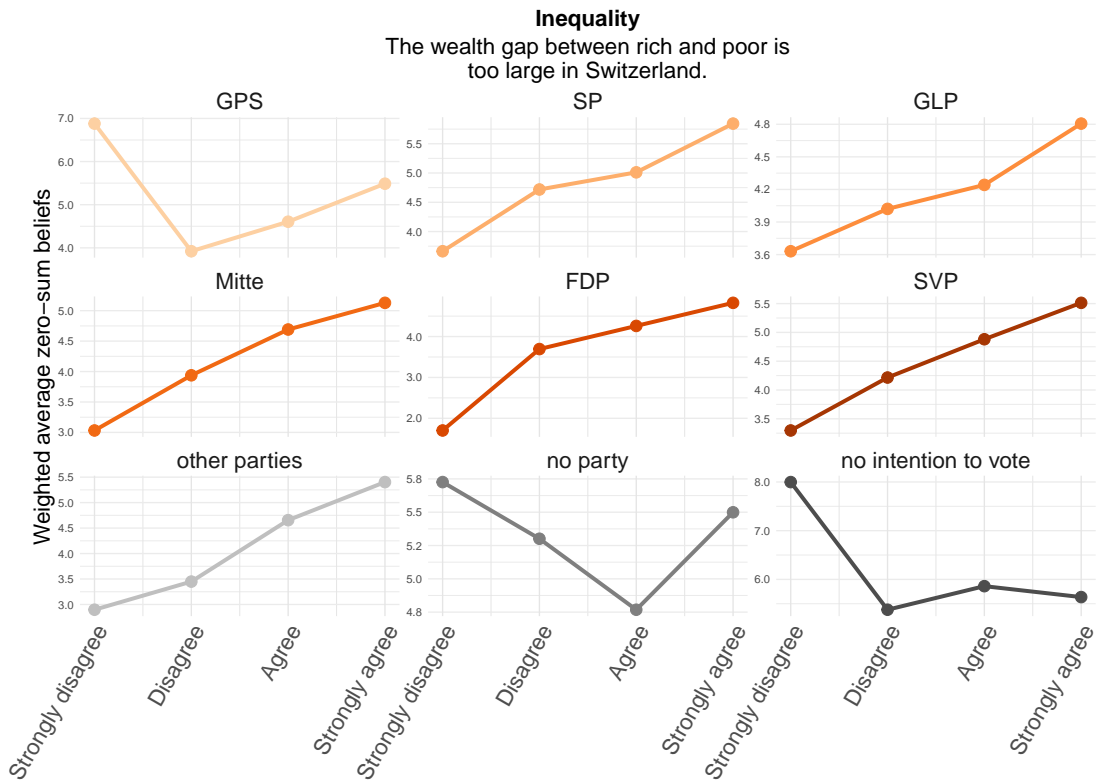 Inequality
The wealth gap between rich and poor is
too large in Switzerland.
Weighted average zero−sum beliefs
GPS
7.0
6.0
5.0
4.0
SP
5.5
5.0
4.5
4.0
GLP
4.8
4.5
4.2
3.9
3.6
Mitte
5.0
4.5
4.0
3.5
3.0
FDP
4.0
3.0
2.0
SVP
5.5
5.0
4.5
4.0
3.5
other parties
5.5
5.0
4.5
4.0
3.5
3.0
no party
5.8
5.5
5.2
5.0
4.8
no intention to vote
8.0
7.0
6.0
Strongly disagree
Disagree
Agree
Strongly agree
Strongly disagree
Disagree
Agree
Strongly agree
Strongly disagree
Disagree
Agree
Strongly agree